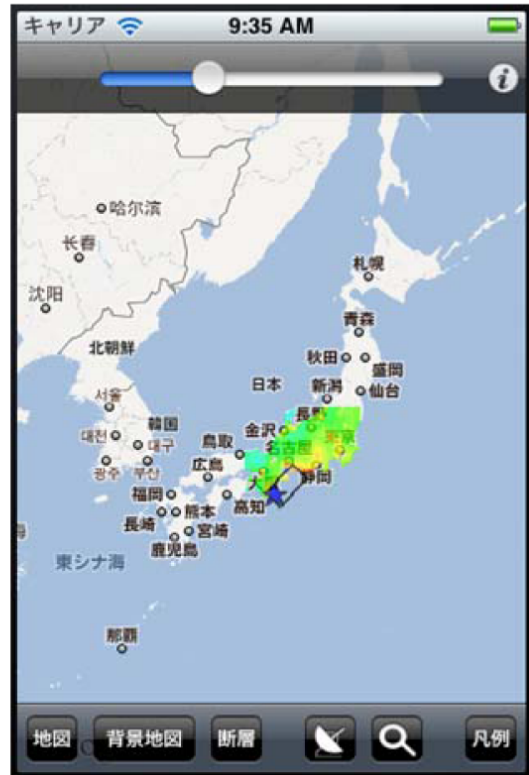 キャリア 9:35 AM
i
哈尔滨
长春
沈阳
札幌
青森
北朝鮮
秋田 盛岡
日本 新潟 仙台
서울
長野
金沢 東京
韓国
대전 대구
鳥取 名古屋
광주 부산
広島 静岡
福岡 高知
長崎 熊本 宮崎
鹿児島
東シナ海
那覇
地図 背景地図 断層 凡例